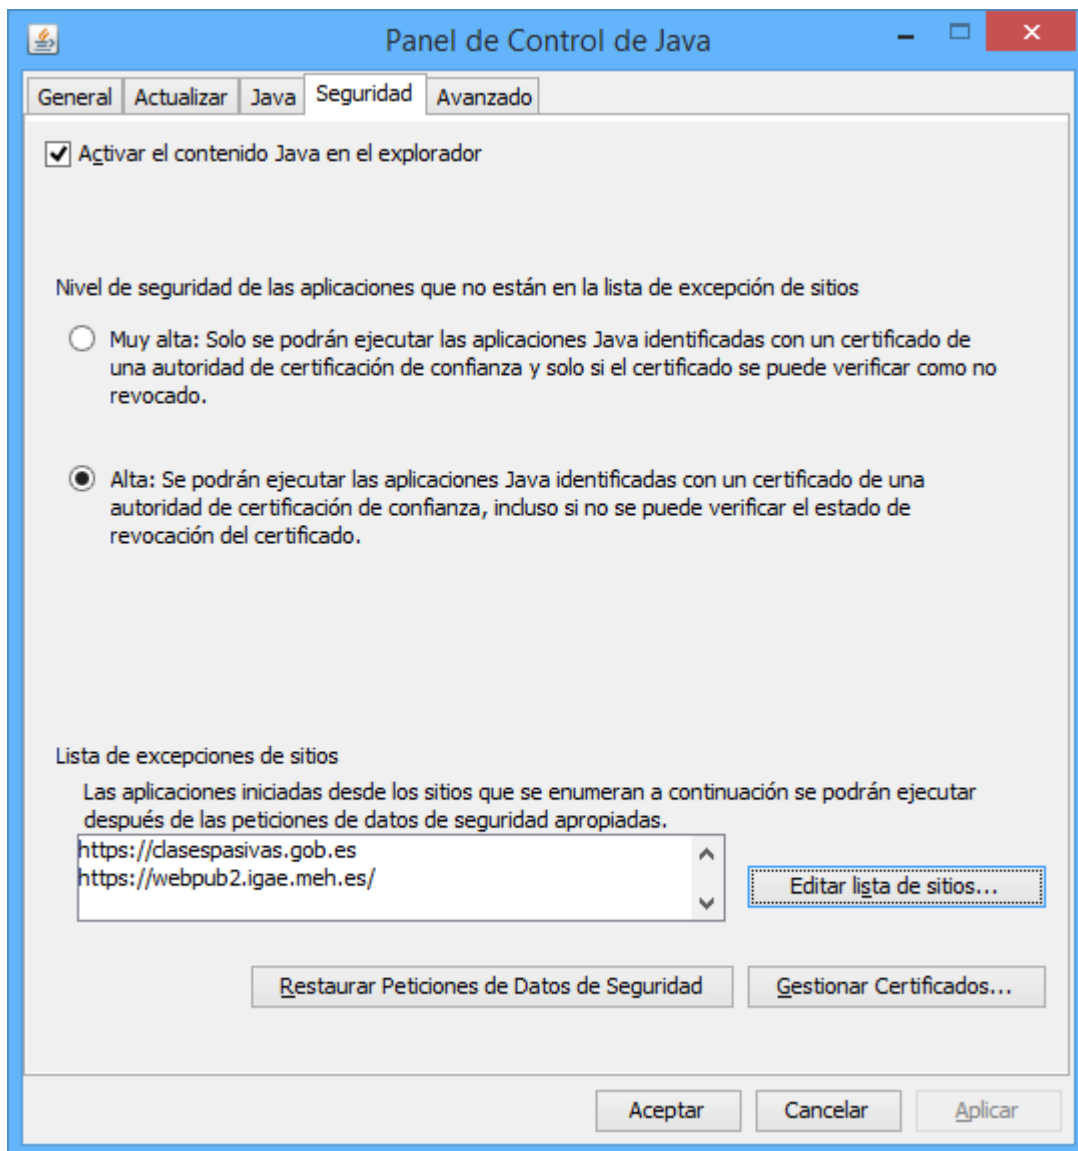 Panel de Control de Java
General Actualizar Java Seguridad Avanzado
Activar el contenido Java en el explorador
Nivel de seguridad de las aplicaciones que no están en la lista de excepción de sitios
Muy alta: Solo se podrán ejecutar las aplicaciones Java identificadas con un certificado de
una autoridad de certificación de confianza y solo si el certificado se puede verificar como no
revocado.
Alta: Se podrán ejecutar las aplicaciones Java identificadas con un certificado de una
autoridad de certificación de confianza, incluso si no se puede verificar el estado de
revocación del certificado.
Lista de excepciones de sitios
Las aplicaciones iniciadas desde los sitios que se enumeran a continuación se podrán ejecutar
después de las peticiones de datos de seguridad apropiadas.
https://clasespasivas.gob.es
https://webpub2.igae.meh.es/
Editar lista de sitios...
Restaurar Peticiones de Datos de Seguridad Gestionar Certificados...
Aceptar Cancelar Aplicar